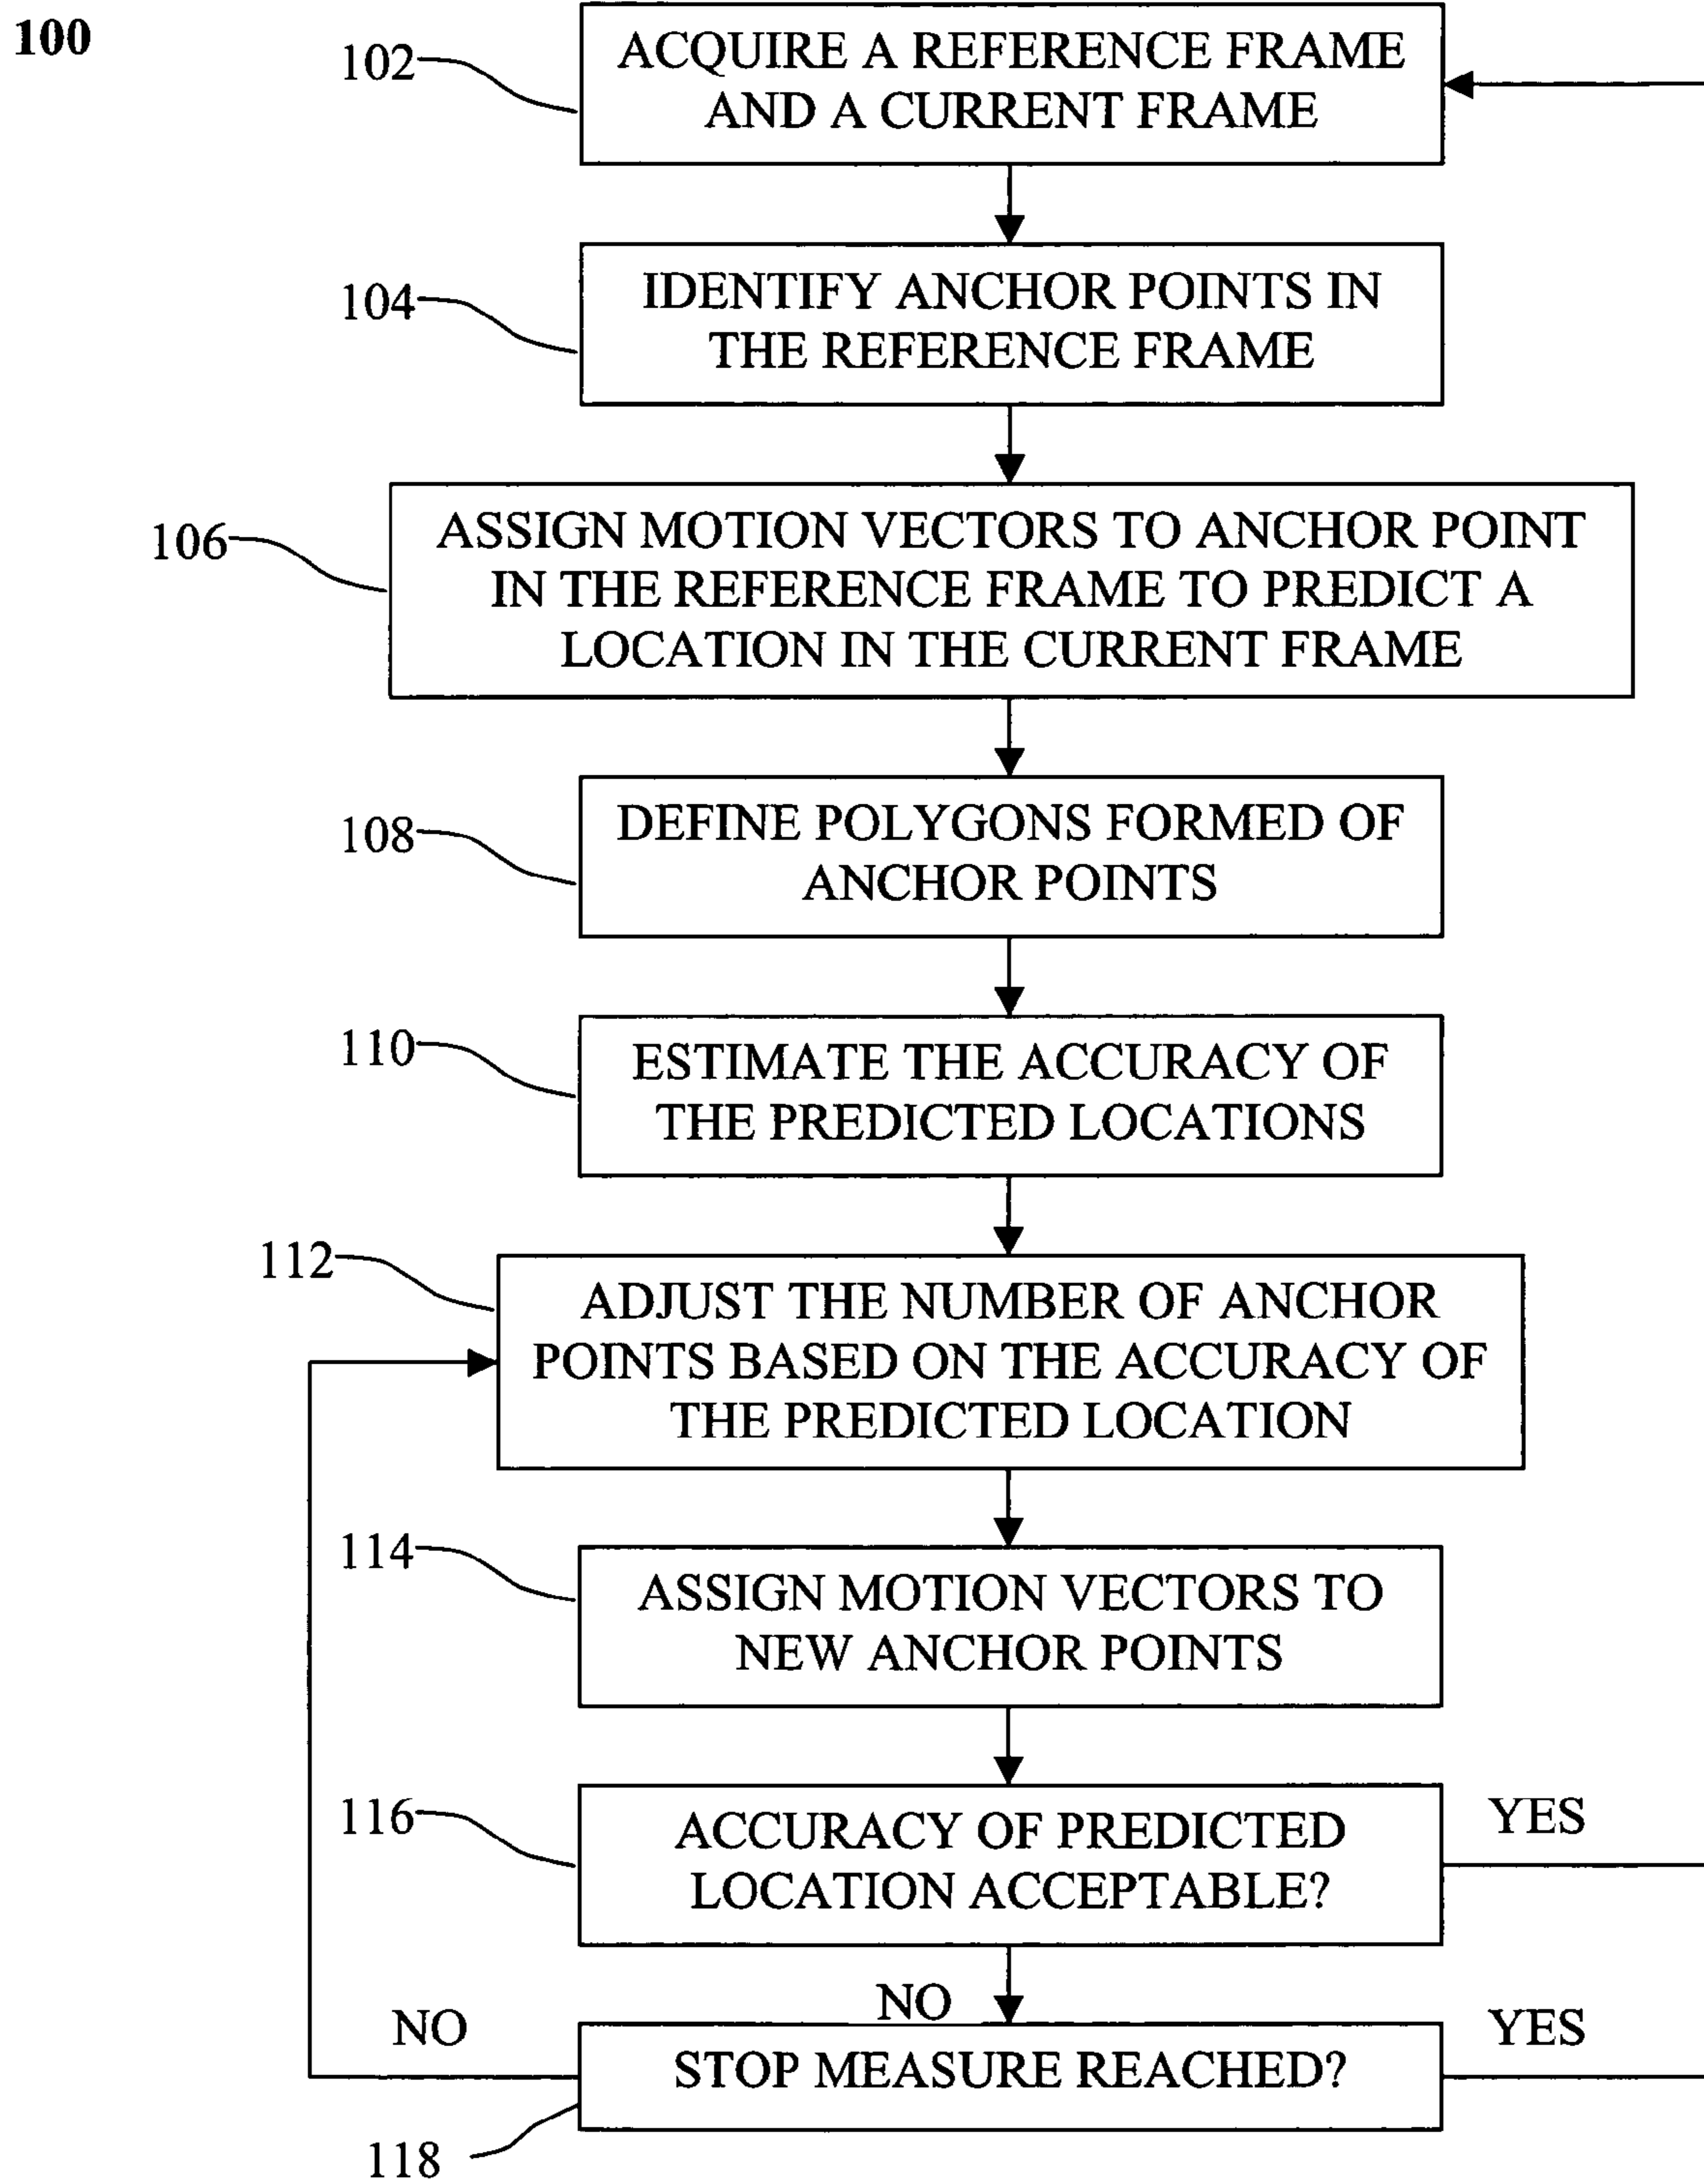 100
102
ACQUIRE A REFERENCE FRAME
AND A CURRENT FRAME
104
IDENTIFY ANCHOR POINTS IN
THE REFERENCE FRAME
106
ASSIGN MOTION VECTORS TO ANCHOR POINT
IN THE REFERENCE FRAME TO PREDICT A
LOCATION IN THE CURRENT FRAME
108
DEFINE POLYGONS FORMED OF
ANCHOR POINTS
110
ESTIMATE THE ACCURACY OF
THE PREDICTED LOCATIONS
112
ADJUST THE NUMBER OF ANCHOR
POINTS BASED ON THE ACCURACY OF
THE PREDICTED LOCATION
114
ASSIGN MOTION VECTORS TO
NEW ANCHOR POINTS
116
ACCURACY OF PREDICTED
LOCATION ACCEPTABLE?
YES
NO
NO
STOP MEASURE REACHED?
YES
118